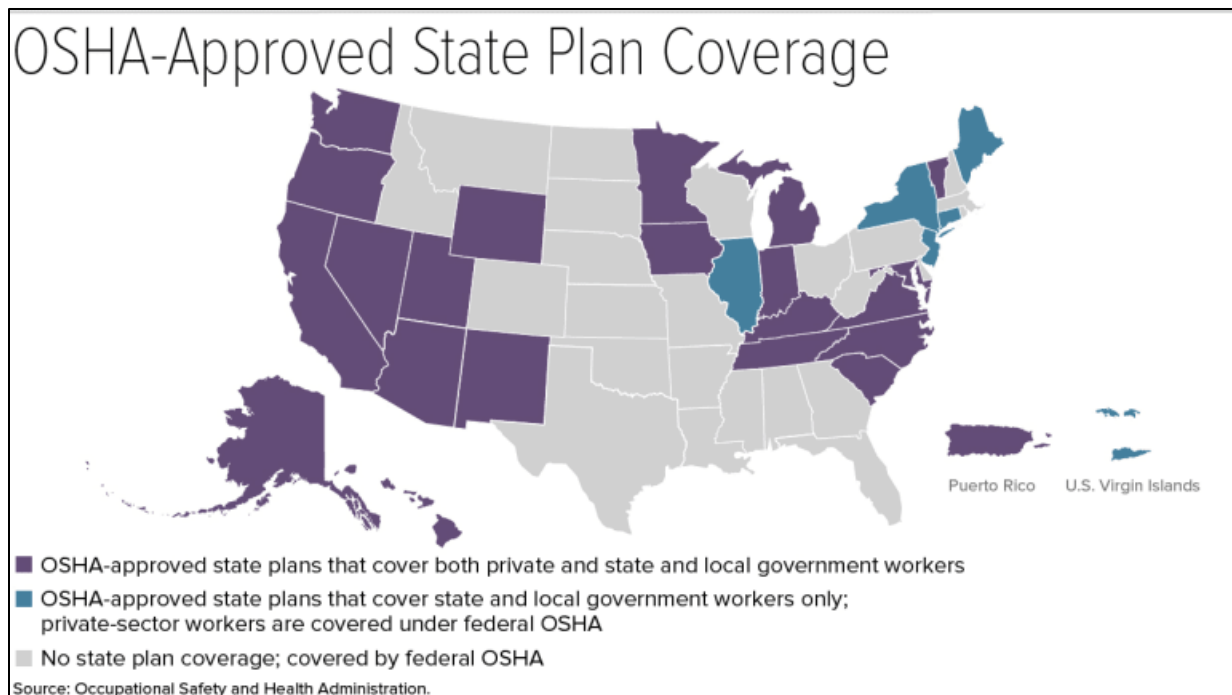 OSHA-Approved State Plan Coverage
Puerto Rico
U.S. Virgin Islands
OSHA-approved state plans that cover both private and state and local government workers
OSHA-approved state plans that cover state and local government workers only;
private-sector workers are covered under federal OSHA
No state plan coverage; covered by federal OSHA
Source: Occupational Safety and Health Administration.